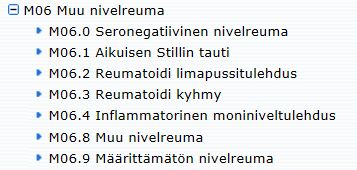 M06 Muu nivelreuma
M06.0 Seronegatiivinen nivelreuma
M06.1 Aikuisen Stillin tauti
M06.2 Reumatoidi limapussitulehdus
M06.3 Reumatoidi kyhmy
M06.4 Inflammatorinen moniniveltulehdus
M06.8 Muu nivelreuma
M06.9 Määrittämätön nivelreuma